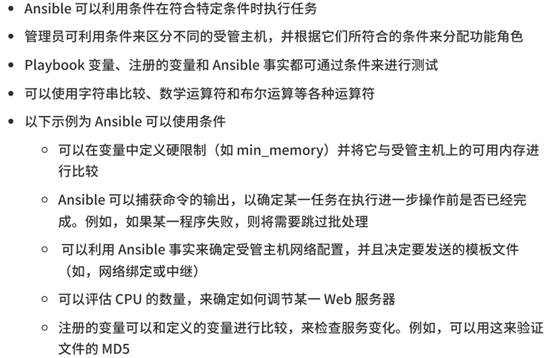 Ansible 可以利用条件在符合特定条件时执行任务
管理员可利用条件来区分不同的受管主机，并根据它们所符合的条件来分配功能角色
Playbook 变量、注册的变量和 Ansible 事实都可通过条件来进行测试
可以使用字符串比较、数学运算符和布尔运算等各种运算符
以下示例为 Ansible 可以使用条件
可以在变量中定义硬限制（如 min_memory）并将它与受管主机上的可用内存进
行比较
Ansible 可以捕获命令的输出，以确定某一任务在执行进一步操作前是否已经完
成。例如，如果某一程序失败，则将需要跳过批处理
可以利用 Ansible 事实来确定受管主机网络配置，并且决定要发送的模板文件
（如，网络绑定或中继）
可以评估 CPU 的数量，来确定如何调节某一 Web 服务器
注册的变量可以和定义的变量进行比较，来检查服务变化。例如，可以用这来验证
文件的 MD5